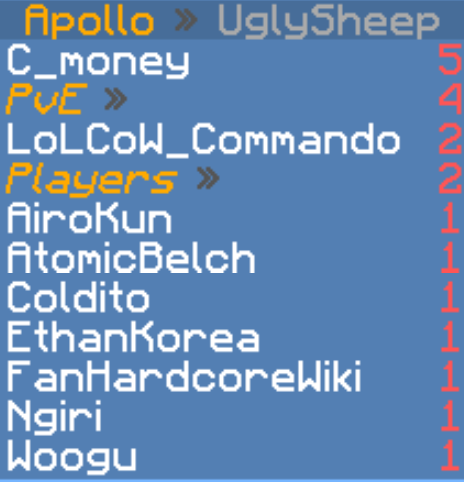 Apollo » UglySheep
C_money 5
PvE » 4
LoLCoW_Commando 2
Players » 2
AiroKun 1
AtomicBelch 1
Coldito 1
EthanKorea 1
FanHardcoreWiki 1
Ngiri 1
Woogu 1